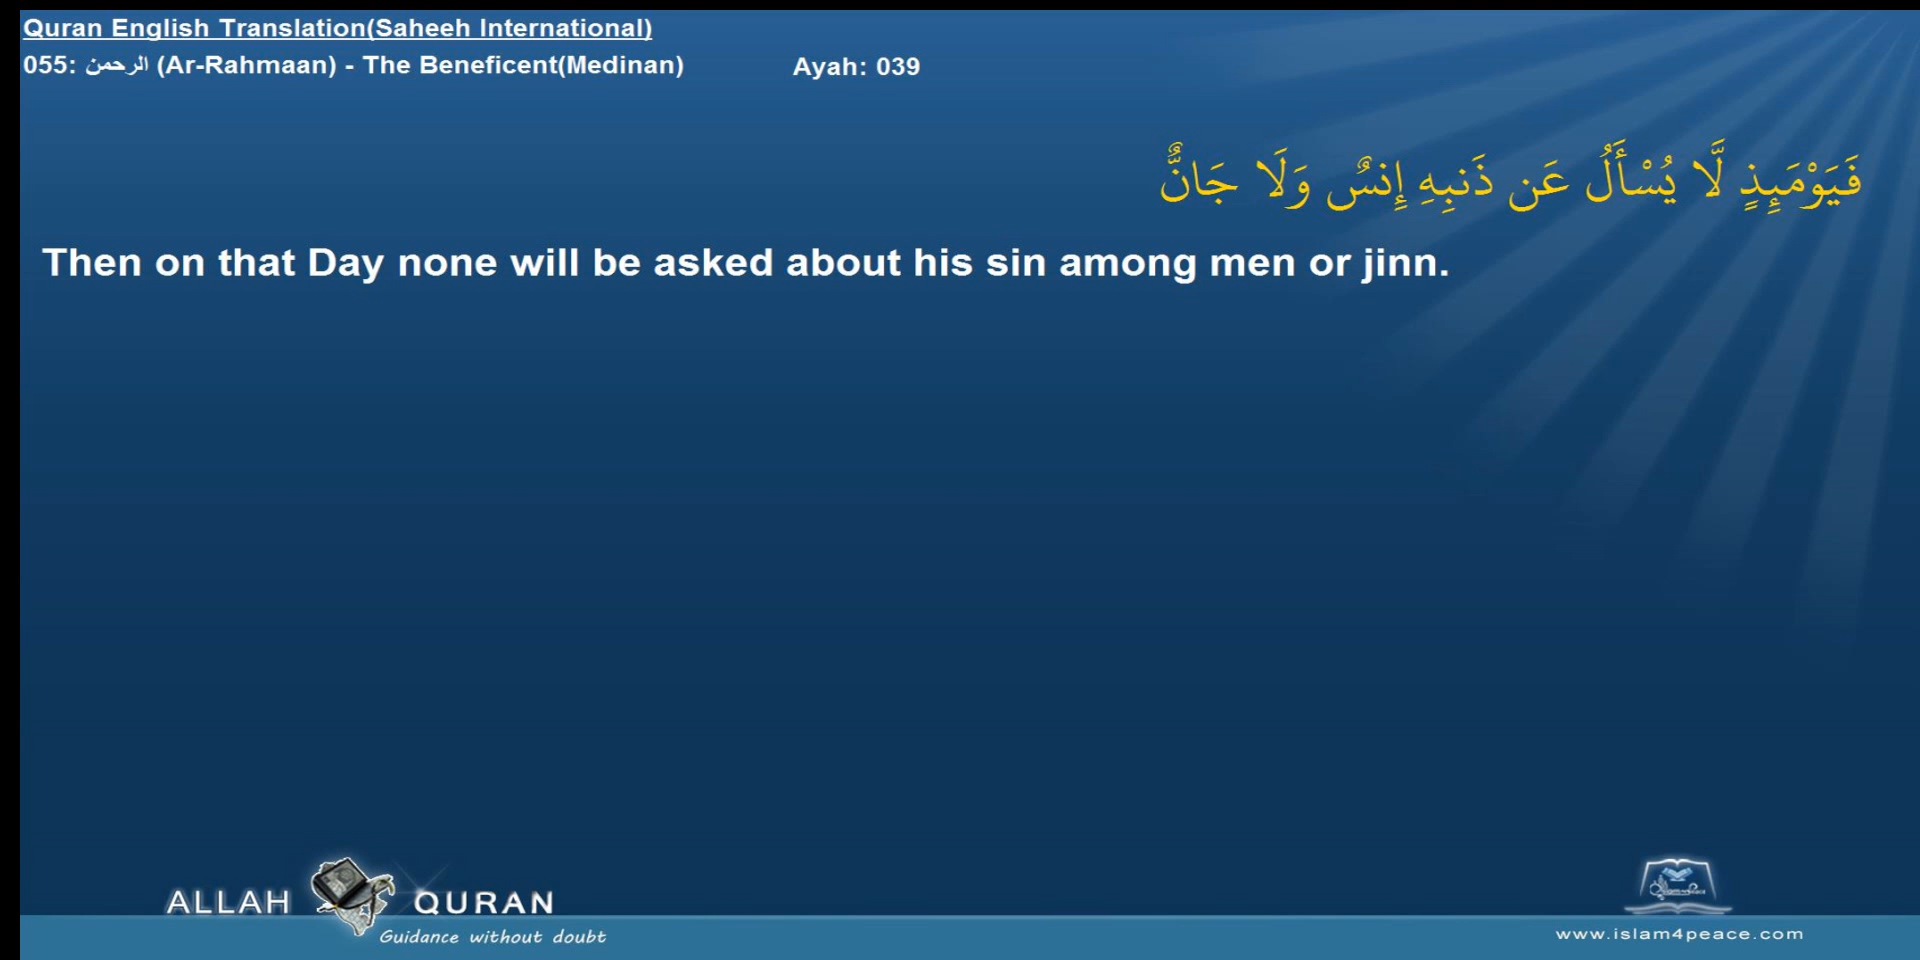 Quran English Translation(Saheeh International)
055: الرحمن (Ar-Rahmaan) - The Beneficent(Medinan) Ayah: 039
فَيَوْمَئِذٍ لَّا يُسْأَلُ عَن ذَنبِهِ إِنسٌ وَلَا جَانٌّ
Then on that Day none will be asked about his sin among men or jinn.
ALLAH QURAN
Guidance without doubt
www.islam4peace.com